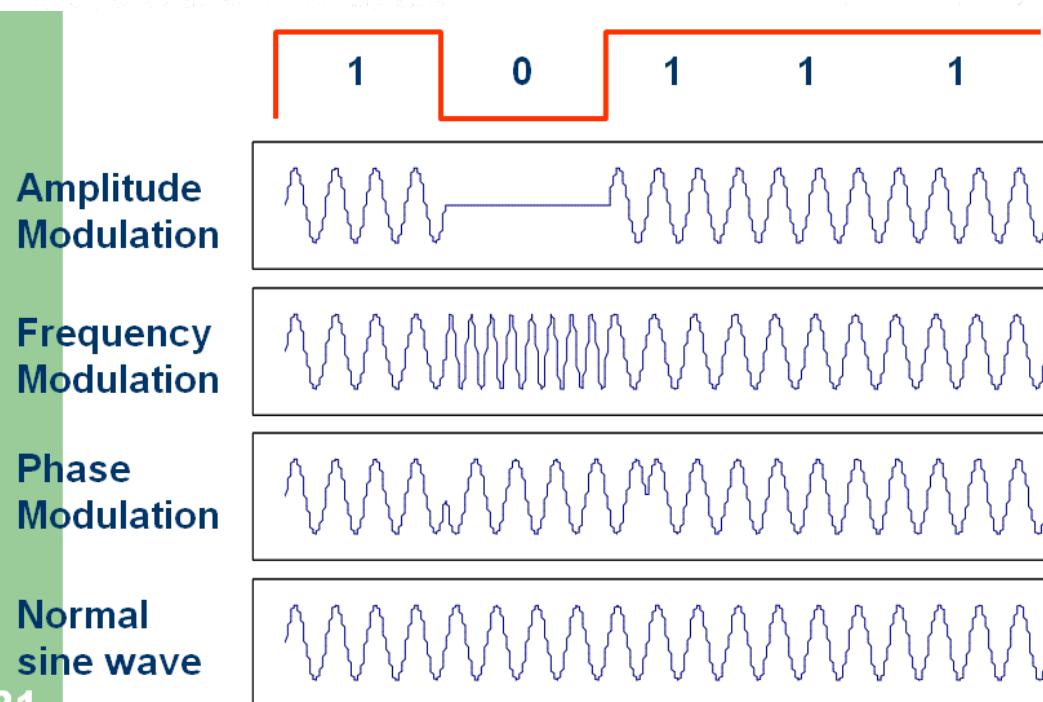 1 0 1 1 1
Amplitude
Modulation
Frequency
Modulation
Phase
Modulation
Normal
sine wave